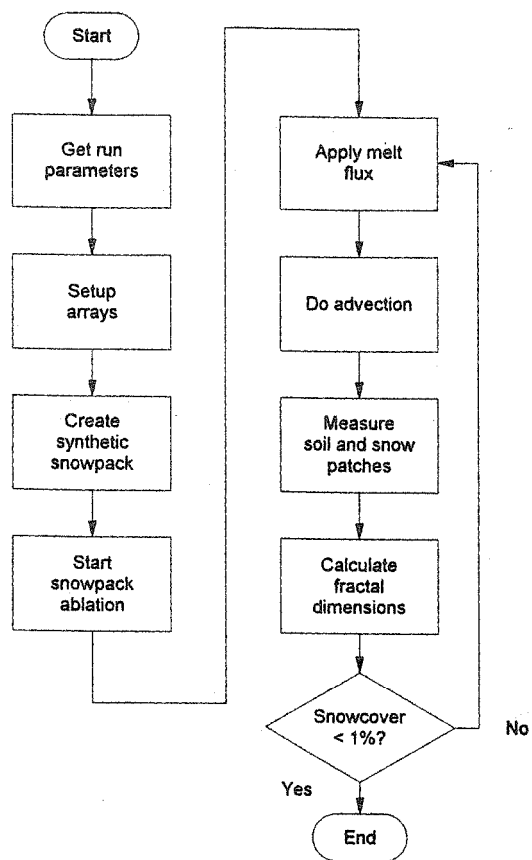 Start
Get run
parameters
Setup
arrays
Create
synthetic
snowpack
Start
snowpack
ablation
Apply melt
flux
Do advection
Measure
soil and snow
patches
Calculate
fractal
dimensions
Snowcover
< 1%?
No
Yes
End